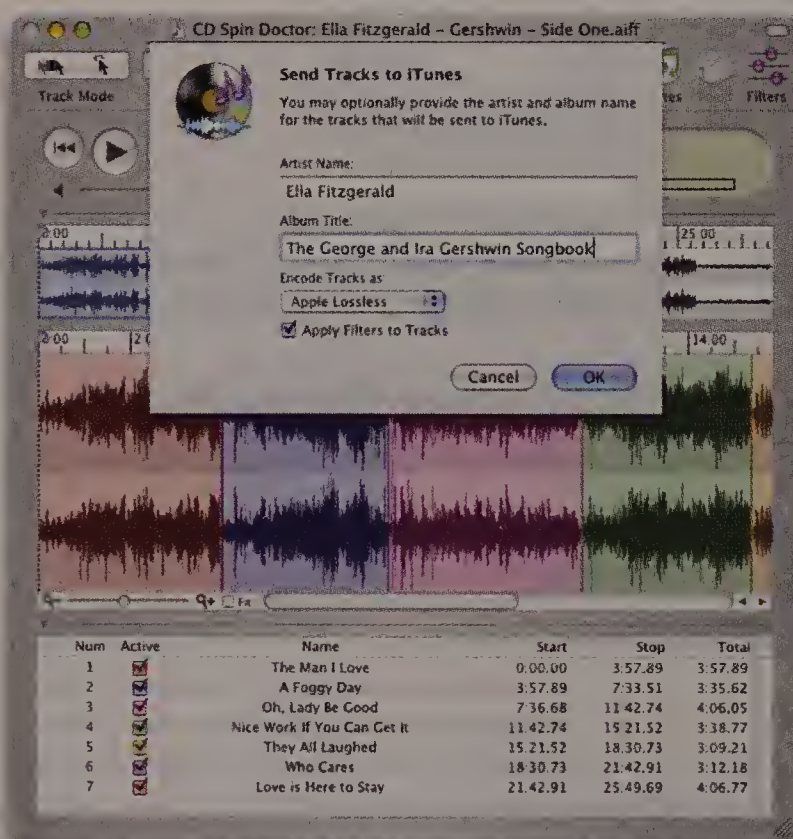 CD Spin Doctor: Ella Fitzgerald – Gershwin – Side One.aiff
Track Mode
Filters
Send Tracks to iTunes
You may optionally provide the artist and album name
for the tracks that will be sent to iTunes.
Artist Name:
Ella Fitzgerald
Album Title:
The George and Ira Gershwin Songbook
Encode Tracks as
Apple Lossless
Apply Filters to Tracks
Cancel OK
25:00
14:00
Num Active Name Start Stop Total
1 The Man I Love 0:00.00 3:57.89 3:57.89
2 A Foggy Day 3:57.89 7:33.51 3:35.62
3 Oh, Lady Be Good 7:36.68 11:42.74 4:06.05
4 Nice Work If You Can Get It 11:42.74 15:21.52 3:38.77
5 They All Laughed 15:21.52 18:30.73 3:09.21
6 Who Cares 18:30.73 21:42.91 3:12.18
7 Love is Here to Stay 21:42.91 25:49.69 4:06.77